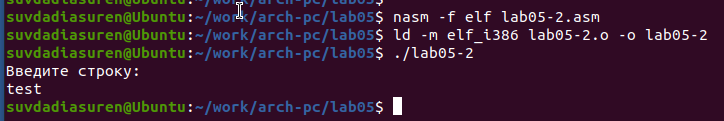 suvdadiasuren@Ubuntu:~/work/arch-pc/lab05$ nasm -f elf lab05-2.asm
suvdadiasuren@Ubuntu:~/work/arch-pc/lab05$ ld -m elf_i386 lab05-2.o -o lab05-2
suvdadiasuren@Ubuntu:~/work/arch-pc/lab05$ ./lab05-2
Введите строку:
test
suvdadiasuren@Ubuntu:~/work/arch-pc/lab05$